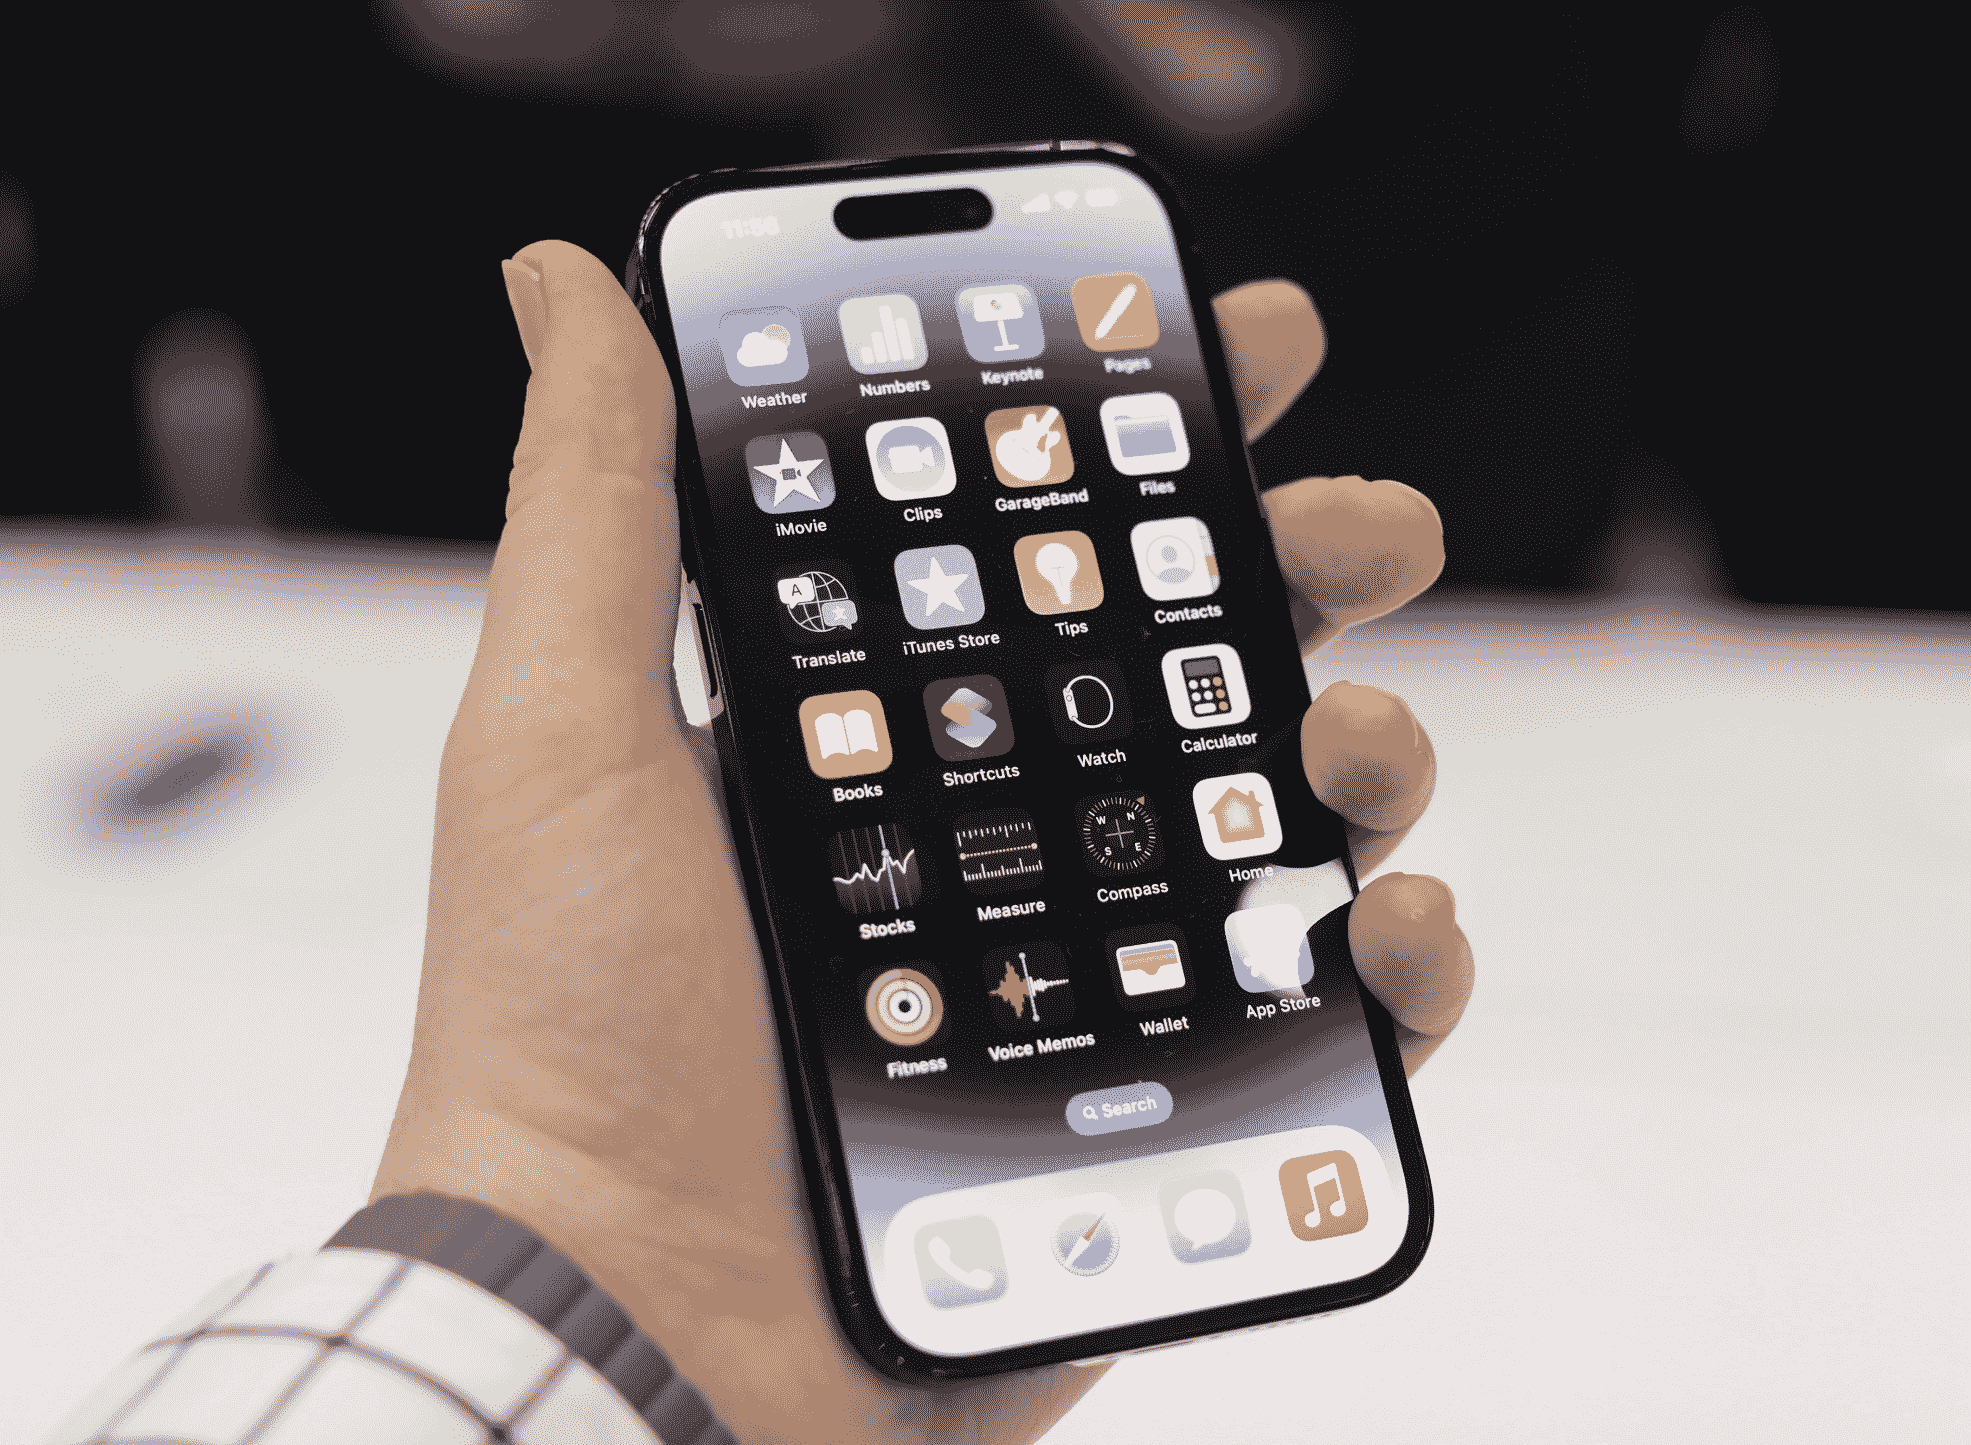 11:56
Weather Numbers Keynote Pages
iMovie Clips GarageBand Files
A
Translate iTunes Store Tips Contacts
Books Shortcuts Watch Calculator
W N
S E
Stocks Measure Compass Home
Fitness Voice Memos Wallet App Store
Search